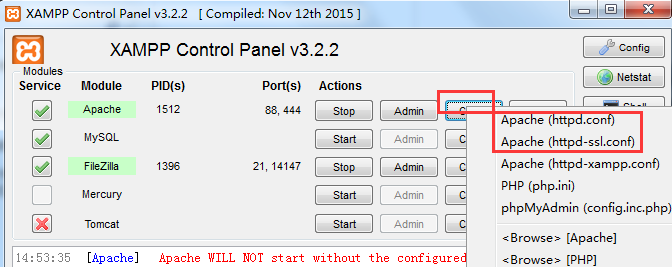 XAMPP Control Panel v3.2.2 [ Compiled: Nov 12th 2015 ]
XAMPP Control Panel v3.2.2
Config
Modules
Service Module PID(s) Port(s) Actions
Netstat
Apache 1512 88, 444 Stop Admin
Shell
MySQL Start Admin
FileZilla 1396 21, 14147 Stop Admin
Mercury Start Admin
Tomcat Start Admin
Apache (httpd.conf)
Apache (httpd-ssl.conf)
Apache (httpd-xampp.conf)
PHP (php.ini)
phpMyAdmin (config.inc.php)
<Browse> [Apache]
<Browse> [PHP]
14:53:35 [Apache] Apache WILL NOT start without the configured